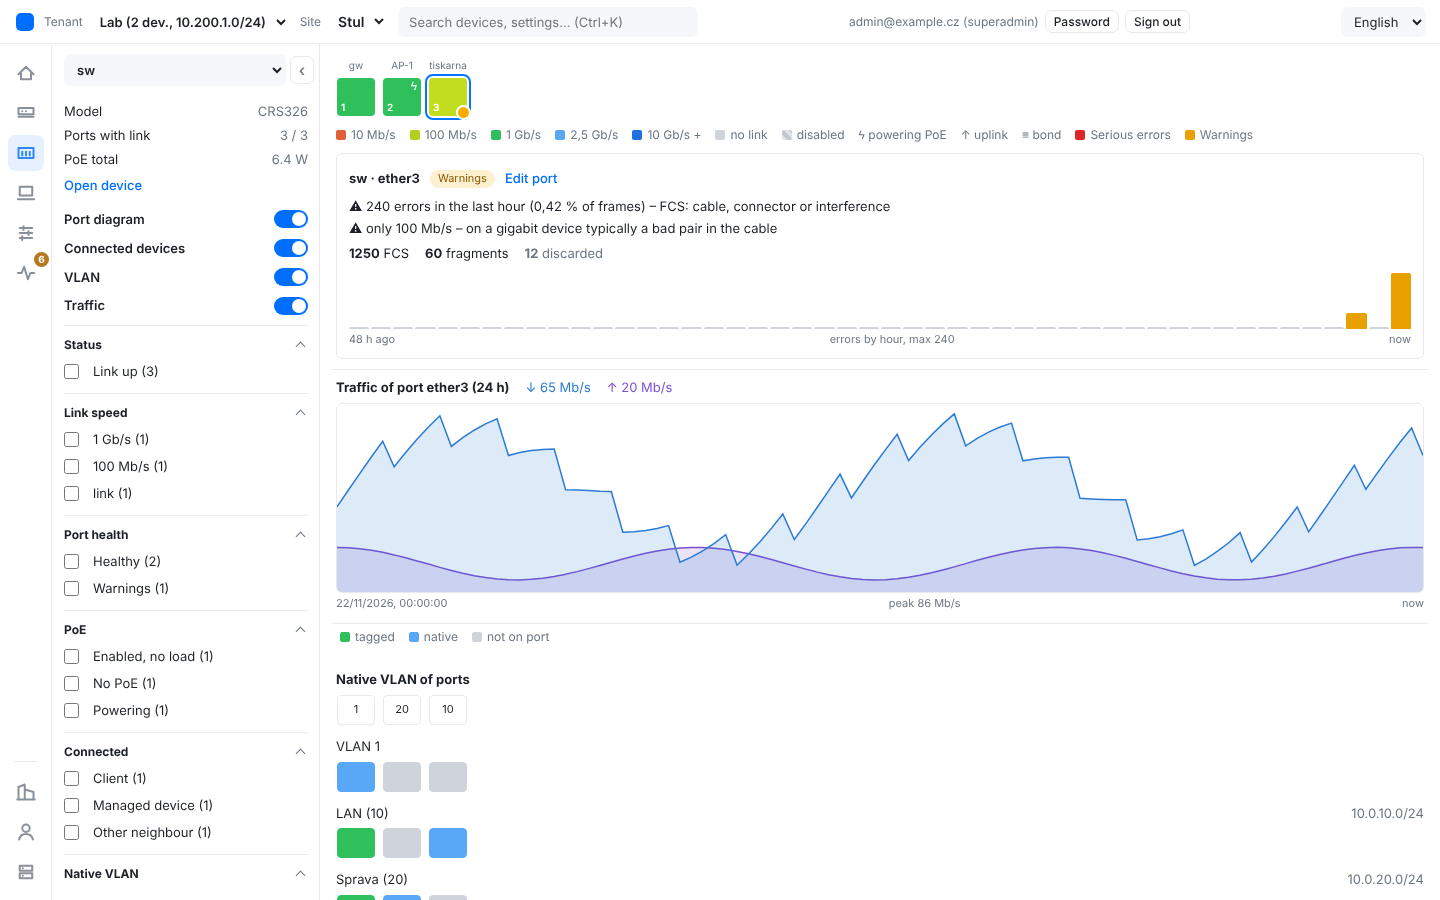 Tenant Lab (2 dev., 10.200.1.0/24) Site Stul Search devices, settings... (Ctrl+K) admin@example.cz (superadmin) Password Sign out English
sw
Model CRS326
Ports with link 3 / 3
PoE total 6.4 W
Open device
Port diagram
Connected devices
VLAN
Traffic
6
Status
Link up (3)
Link speed
1 Gb/s (1)
100 Mb/s (1)
link (1)
Port health
Healthy (2)
Warnings (1)
PoE
Enabled, no load (1)
No PoE (1)
Powering (1)
Connected
Client (1)
Managed device (1)
Other neighbour (1)
Native VLAN
gw AP-1 tiskarna
1 2 3
10 Mb/s 100 Mb/s 1 Gb/s 2,5 Gb/s 10 Gb/s + no link disabled ϟ powering PoE ↑ uplink ≡ bond Serious errors Warnings
sw · ether3 Warnings Edit port
⚠ 240 errors in the last hour (0,42 % of frames) – FCS: cable, connector or interference
⚠ only 100 Mb/s – on a gigabit device typically a bad pair in the cable
1250 FCS 60 fragments 12 discarded
48 h ago errors by hour, max 240 now
Traffic of port ether3 (24 h) ↓ 65 Mb/s ↑ 20 Mb/s
22/11/2026, 00:00:00 peak 86 Mb/s now
tagged native not on port
Native VLAN of ports
1 20 10
VLAN 1
LAN (10) 10.0.10.0/24
Sprava (20) 10.0.20.0/24